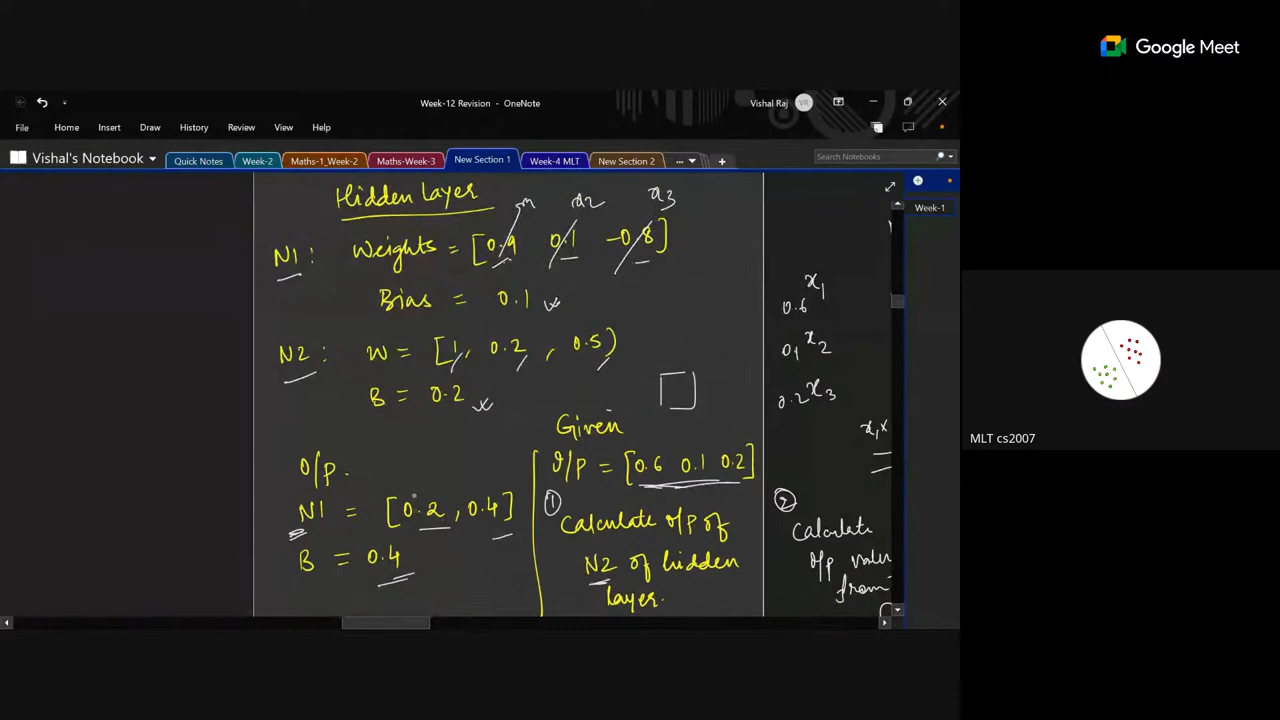 Google Meet
Week-12 Revision - OneNote
Vishal Raj
VR
File Home Insert Draw History Review View Help
Vishal's Notebook
Quick Notes
Week-2
Maths-1_Week-2
Maths-Week-3
New Section 1
Week-4 MLT
New Section 2
Search Notebooks
Week-1
Hidden Layer
x2 x3
N1 : Weights = [0.9 0.1 -0.8]
Bias = 0.1
N2 : W = [1, 0.2, 0.5)
B = 0.2
x1
0.6
0.1 x2
0.2 x3
x1x
O/p.
N1 = [0.2, 0.4]
B = 0.4
Given
I/P = [0.6 0.1 0.2]
① Calculate o/p of
N2 of hidden
layer.
②
Calculate
o/p
from
MLT cs2007